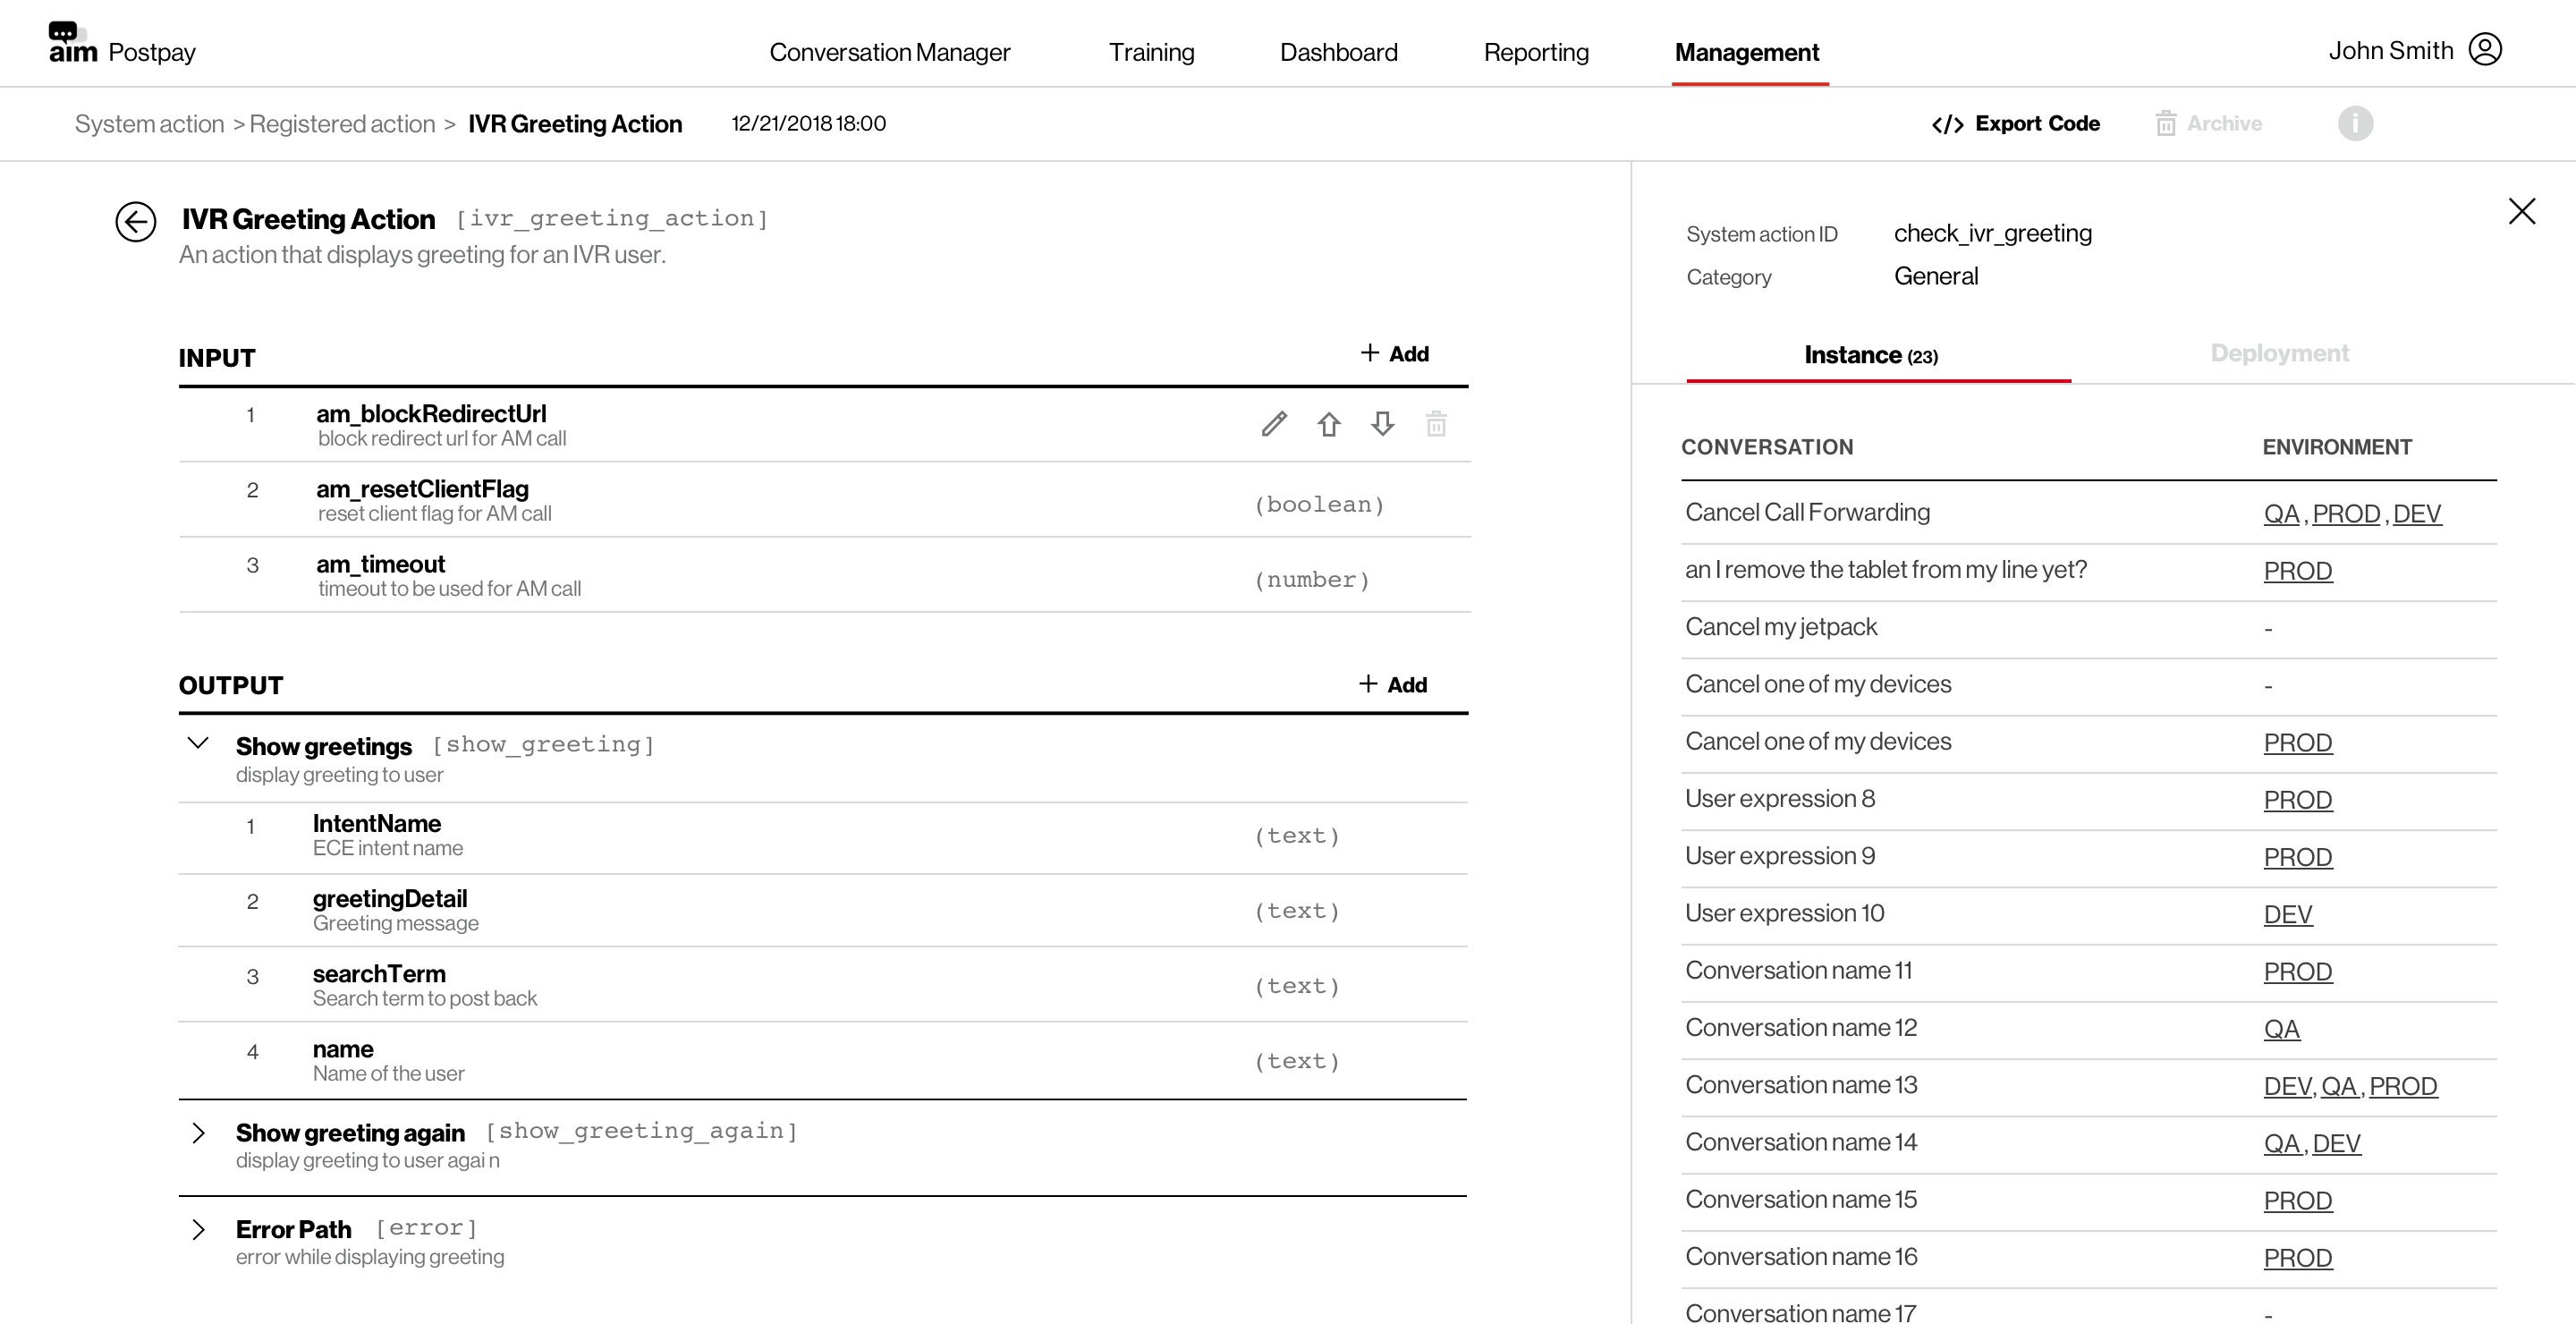 aim Postpay
Conversation Manager Training Dashboard Reporting Management
John Smith
System action > Registered action > IVR Greeting Action 12/21/2018 18:00
</> Export Code Archive i
IVR Greeting Action [ivr_greeting_action]
An action that displays greeting for an IVR user.
INPUT + Add
1 am_blockRedirectUrl
block redirect url for AM call
2 am_resetClientFlag (boolean)
reset client flag for AM call
3 am_timeout (number)
timeout to be used for AM call
OUTPUT + Add
Show greetings [show_greeting]
display greeting to user
1 IntentName (text)
ECE intent name
2 greetingDetail (text)
Greeting message
3 searchTerm (text)
Search term to post back
4 name (text)
Name of the user
Show greeting again [show_greeting_again]
display greeting to user agai n
Error Path [error]
error while displaying greeting
System action ID check_ivr_greeting
Category General
Instance (23) Deployment
CONVERSATION ENVIRONMENT
Cancel Call Forwarding QA , PROD , DEV
an I remove the tablet from my line yet? PROD
Cancel my jetpack -
Cancel one of my devices -
Cancel one of my devices PROD
User expression 8 PROD
User expression 9 PROD
User expression 10 DEV
Conversation name 11 PROD
Conversation name 12 QA
Conversation name 13 DEV, QA , PROD
Conversation name 14 QA , DEV
Conversation name 15 PROD
Conversation name 16 PROD
Conversation name 17 -